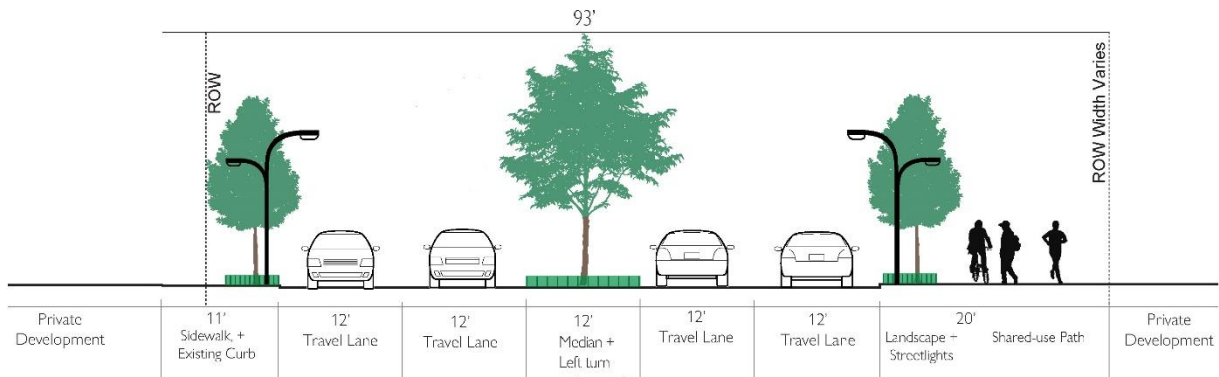 93'
ROW
ROW Width Varies
Private
Development
11'
Sidewalk, +
Existing Curb
12'
Travel Lane
12'
Travel Lane
12'
Median +
Left turn
12'
Travel Lane
12'
Travel Lane
20'
Landscape +
Streetlights
Shared-use Path
Private
Development